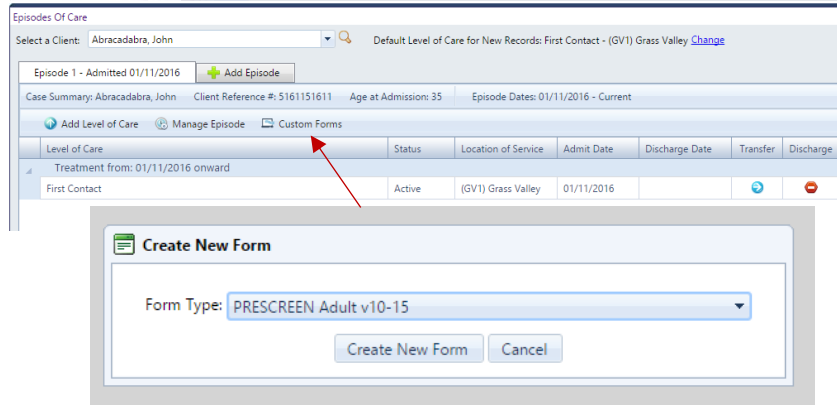 Episodes Of Care
Select a Client: Abracadabra, John Default Level of Care for New Records: First Contact - (GV1) Grass Valley Change
Episode 1 - Admitted 01/11/2016 Add Episode
Case Summary: Abracadabra, John Client Reference #: 5161151611 Age at Admission: 35 Episode Dates: 01/11/2016 - Current
Add Level of Care Manage Episode Custom Forms
Level of Care Status Location of Service Admit Date Discharge Date Transfer Discharge
Treatment from: 01/11/2016 onward
First Contact Active (GV1) Grass Valley 01/11/2016
Create New Form
Form Type: PRESCREEN Adult v10-15
Create New Form Cancel